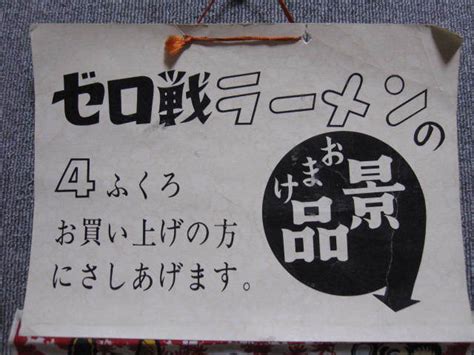 ゼロ戦ラーメンの
おまけ
景品
4ふくろ
お買い上げの方
にさしあげます。